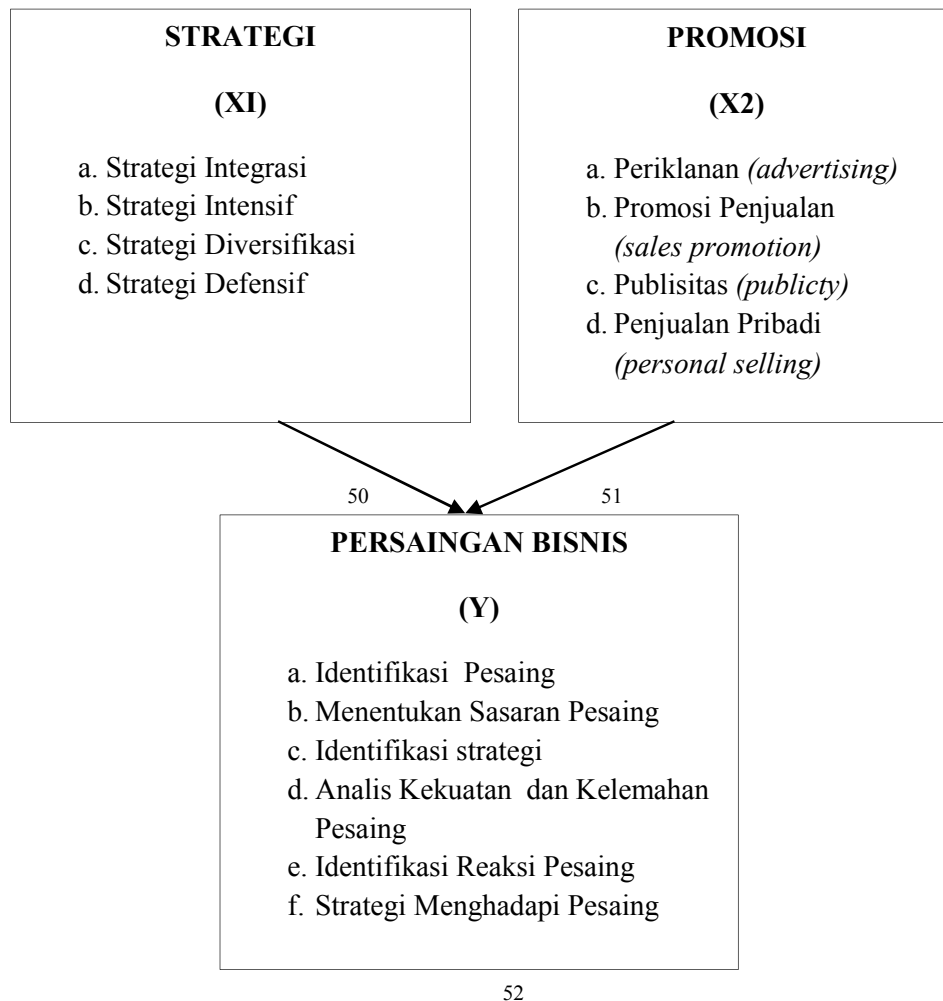 STRATEGI
(XI)
a. Strategi Integrasi
b. Strategi Intensif
c. Strategi Diversifikasi
d. Strategi Defensif
PROMOSI
(X2)
a. Periklanan (advertising)
b. Promosi Penjualan
(sales promotion)
c. Publisitas (publicty)
d. Penjualan Pribadi
(personal selling)
50
51
PERSAINGAN BISNIS
(Y)
a. Identifikasi Pesaing
b. Menentukan Sasaran Pesaing
c. Identifikasi strategi
d. Analis Kekuatan dan Kelemahan
Pesaing
e. Identifikasi Reaksi Pesaing
f. Strategi Menghadapi Pesaing
52